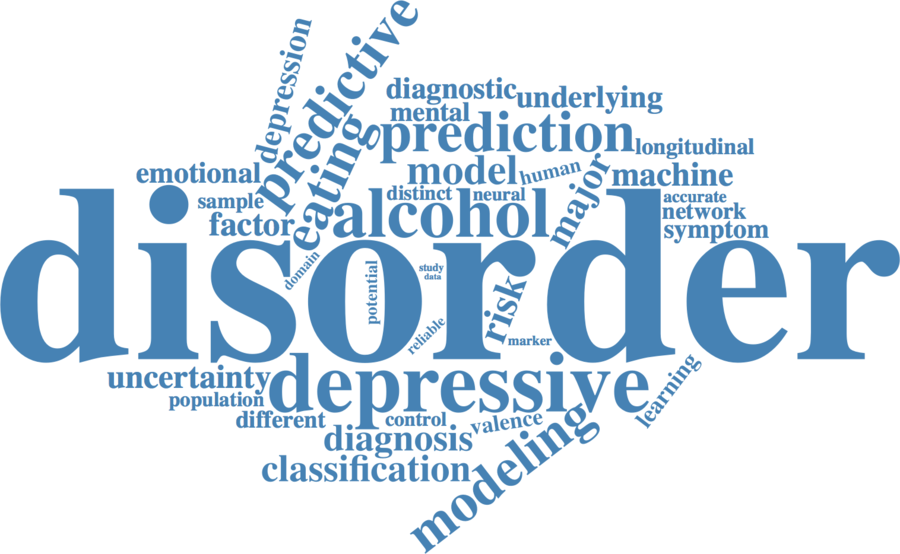 depression
predictive
eating
diagnostic
mental
underlying
prediction
longitudinal
emotional
model
human
major
machine
sample
distinct
neural
accurate
factor
alcohol
network
symptom
disorder
domain
potential
study
data
reliable
risk
marker
uncertainty
depressive
learning
population
different
control
valence
diagnosis
modeling
classification